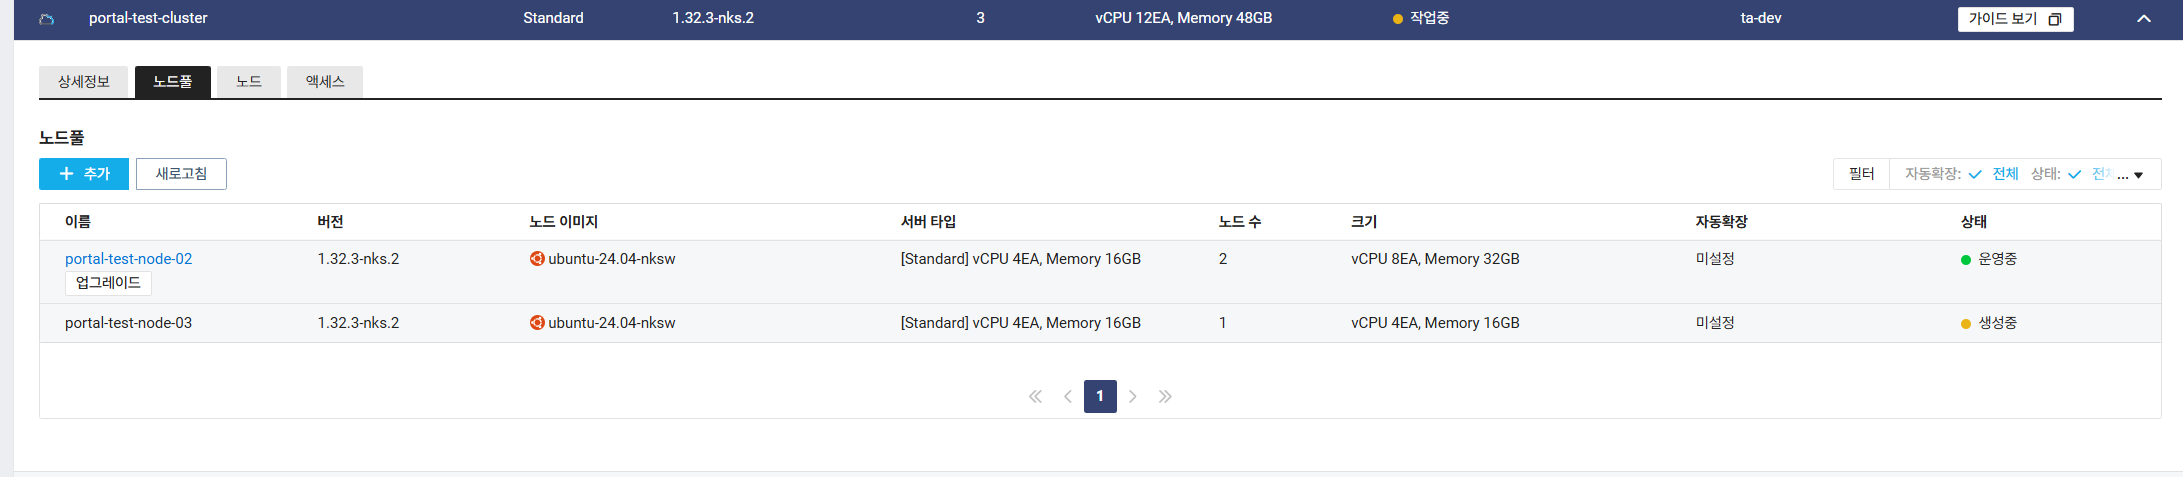 portal-test-cluster Standard 1.32.3-nks.2 3 vCPU 12EA, Memory 48GB 작업중 ta-dev 가이드 보기
상세정보 노드풀 노드 액세스
노드풀
추가 새로고침 필터 자동확장: 전체 상태: 전체 ...
이름 버전 노드 이미지 서버 타입 노드 수 크기 자동확장 상태
portal-test-node-02 1.32.3-nks.2 ubuntu-24.04-nksw [Standard] vCPU 4EA, Memory 16GB 2 vCPU 8EA, Memory 32GB 미설정 운영중
업그레이드
portal-test-node-03 1.32.3-nks.2 ubuntu-24.04-nksw [Standard] vCPU 4EA, Memory 16GB 1 vCPU 4EA, Memory 16GB 미설정 생성중
1